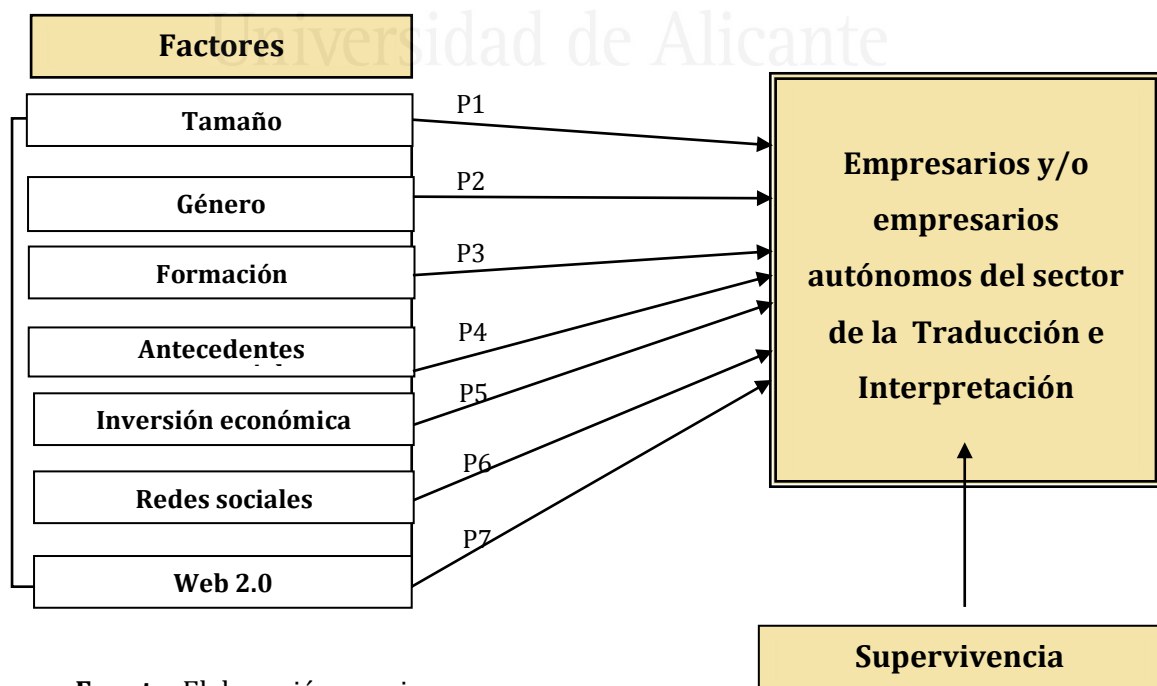 Universidad de Alicante
Factores
Tamaño
P1
Género
P2
Formación
P3
Antecedentes
P4
Inversión económica
P5
Redes sociales
P6
Web 2.0
P7
Empresarios y/o
empresarios
autónomos del sector
de la Traducción e
Interpretación
Supervivencia